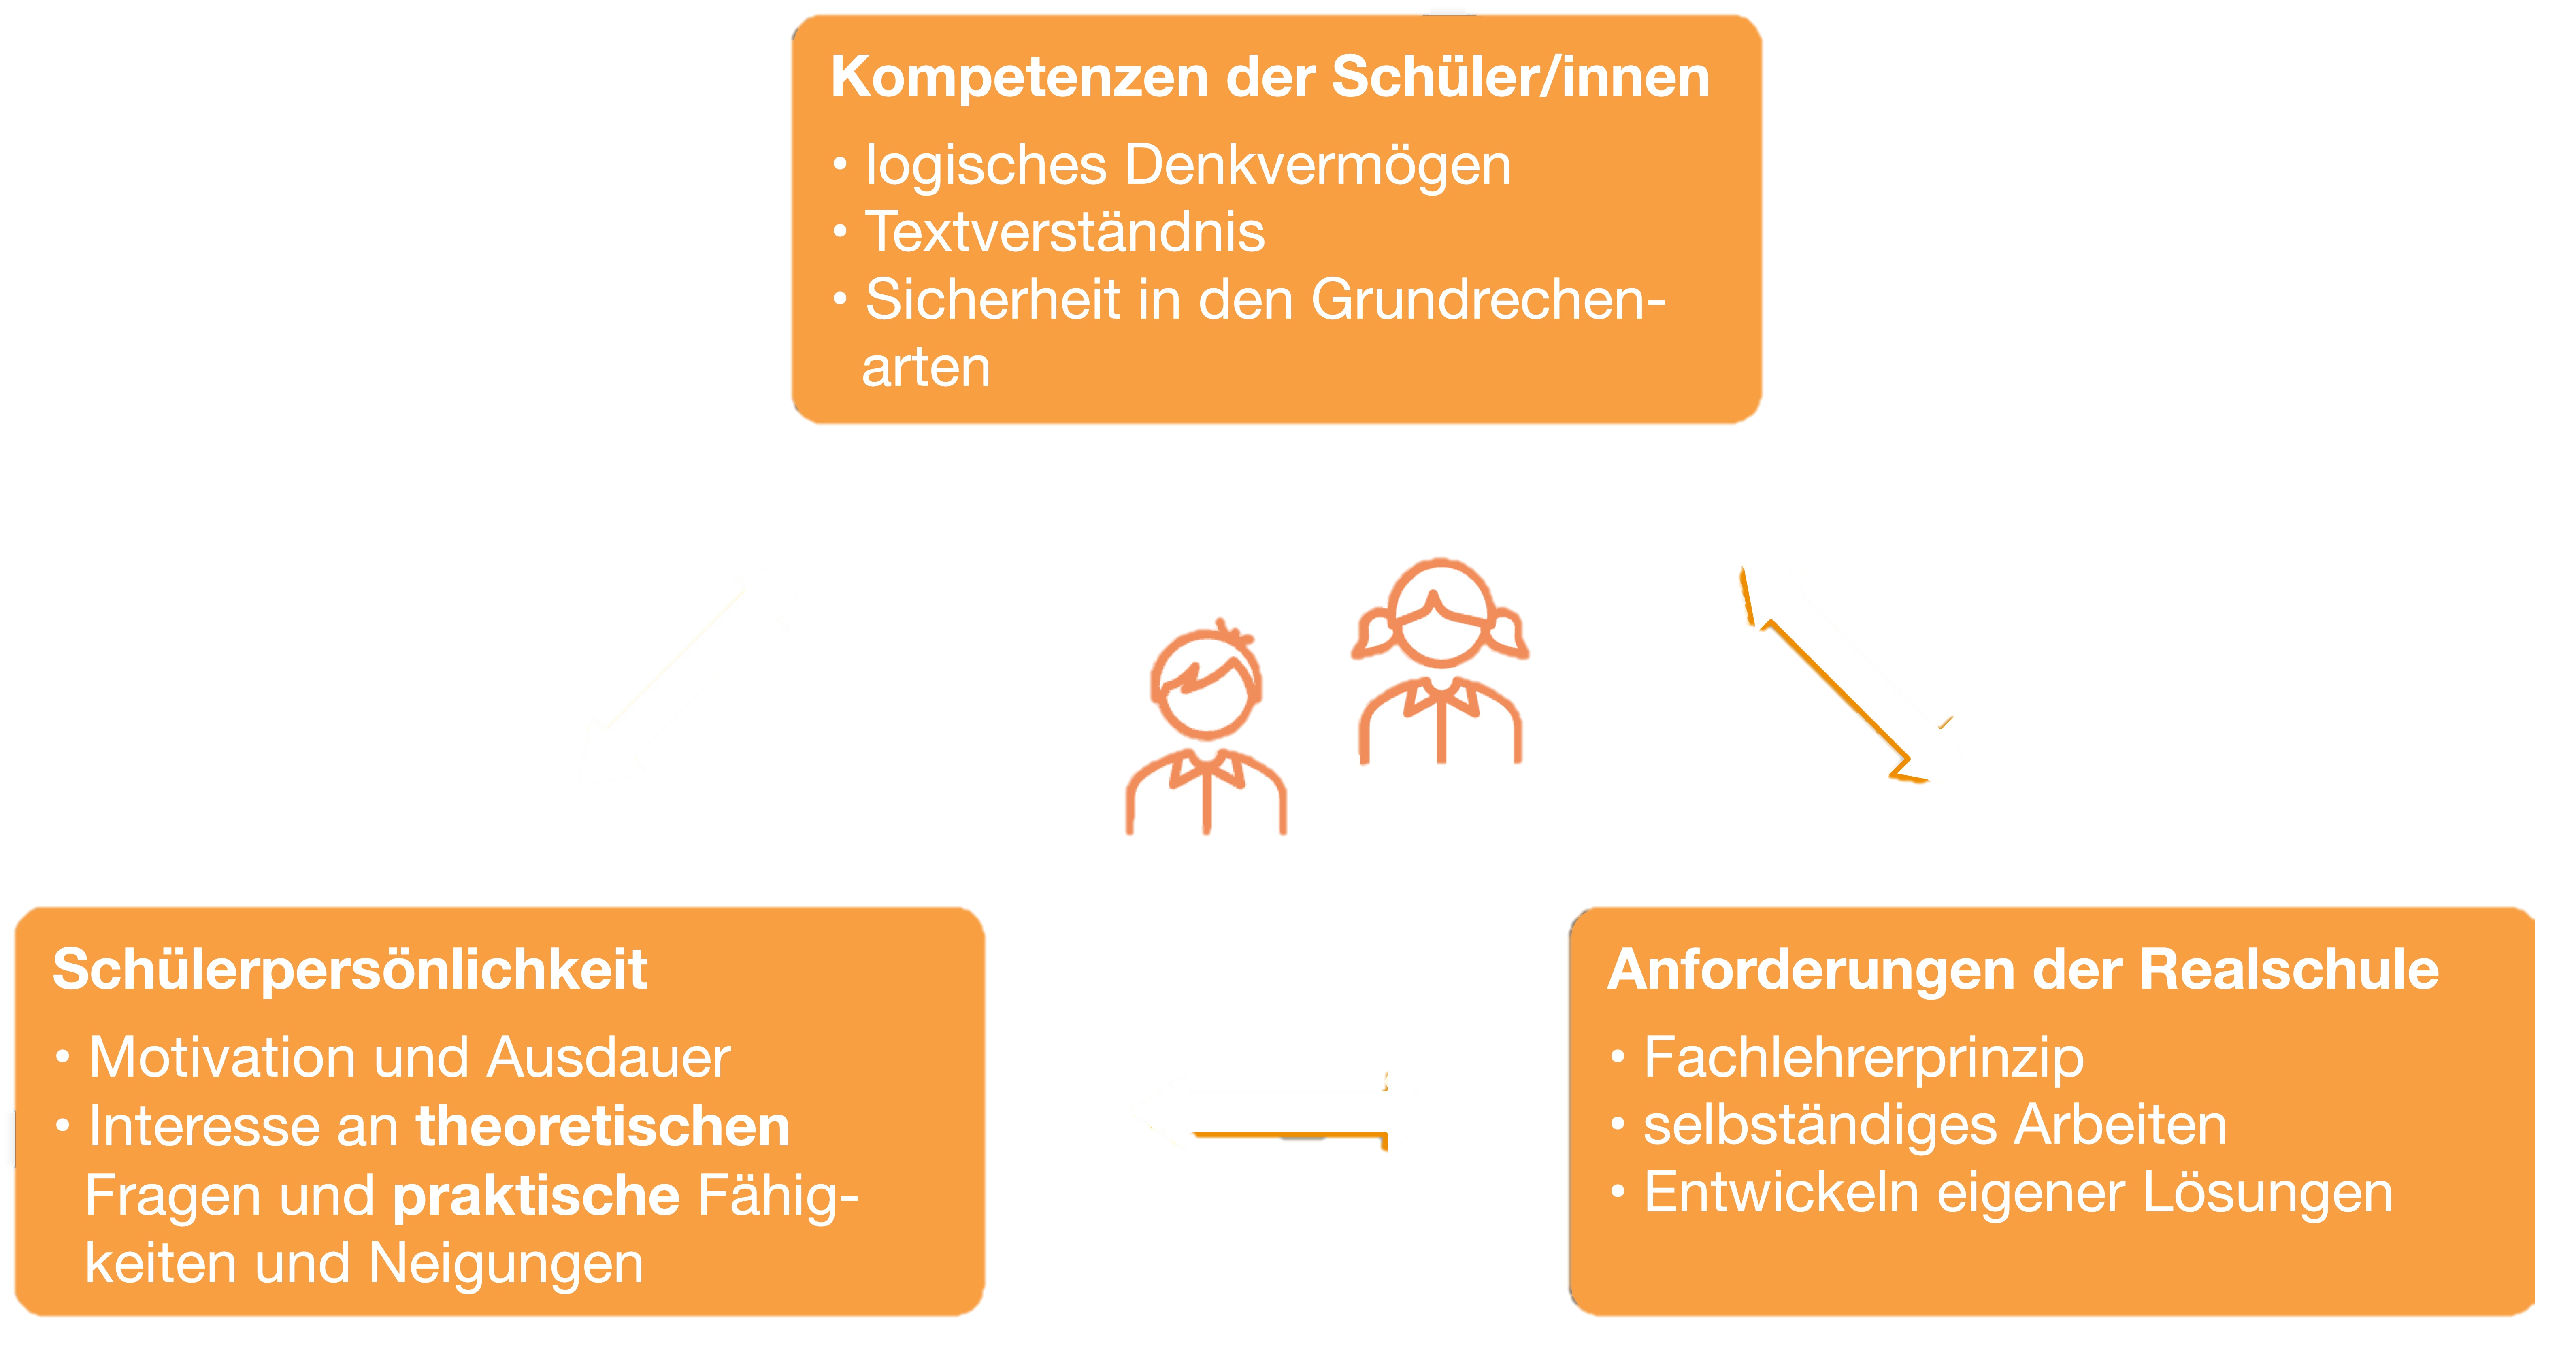 Kompetenzen der Schüler/innen
• logisches Denkvermögen
• Textverständnis
• Sicherheit in den Grundrechen-
arten
Schülerpersönlichkeit
• Motivation und Ausdauer
• Interesse an theoretischen
Fragen und praktische Fähig-
keiten und Neigungen
Anforderungen der Realschule
• Fachlehrerprinzip
• selbständiges Arbeiten
• Entwickeln eigener Lösungen